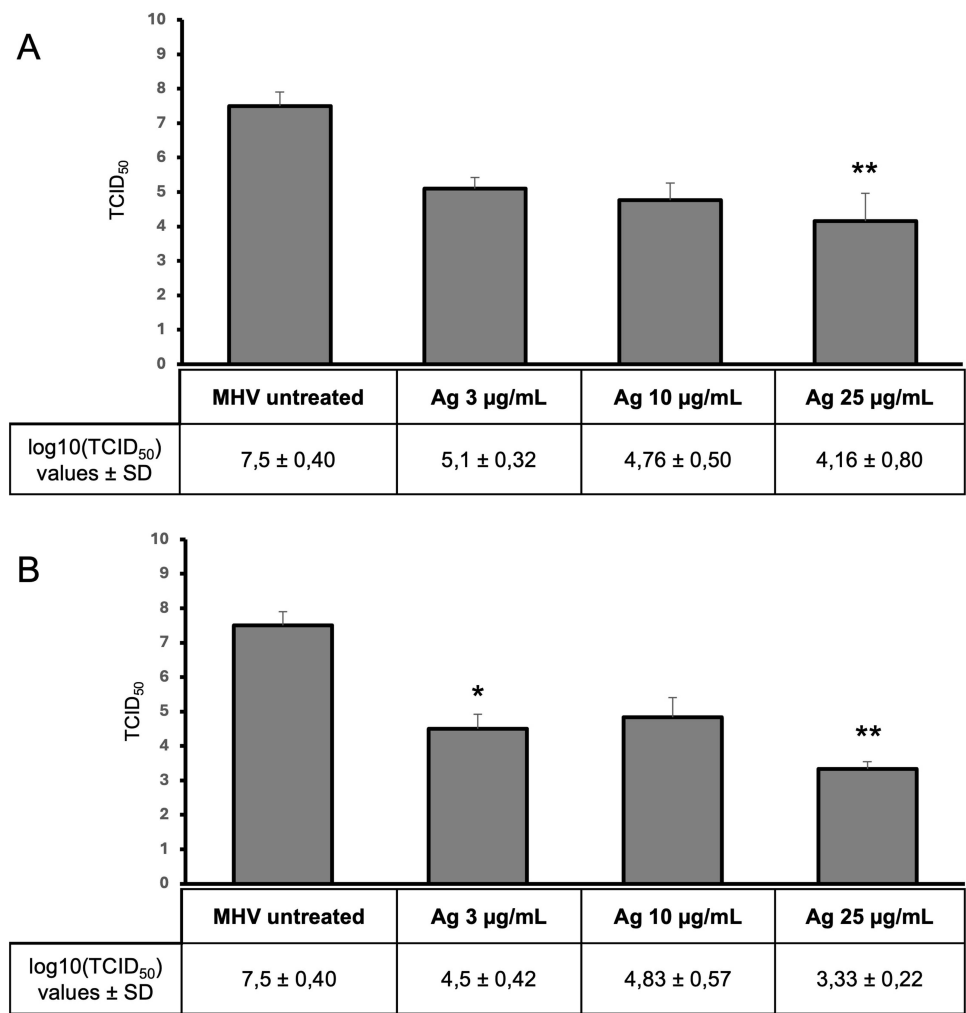 A
10
9
8
7
6
5
4
3
2
1
0
TCID50
**
MHV untreated Ag 3 µg/mL Ag 10 µg/mL Ag 25 µg/mL
log10(TCID50)
values ± SD
7,5 ± 0,40 5,1 ± 0,32 4,76 ± 0,50 4,16 ± 0,80
B
10
9
8
7
6
5
4
3
2
1
0
TCID50
*
**
MHV untreated Ag 3 µg/mL Ag 10 µg/mL Ag 25 µg/mL
log10(TCID50)
values ± SD
7,5 ± 0,40 4,5 ± 0,42 4,83 ± 0,57 3,33 ± 0,22